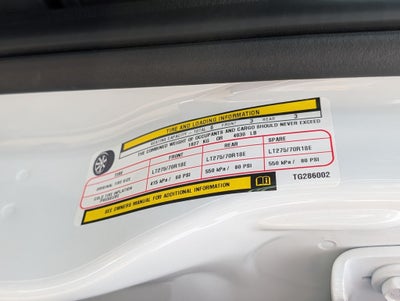 TIRE AND LOADING INFORMATION
SEATING CAPACITY - TOTAL 6 FRONT 3 REAR 3
THE COMBINED WEIGHT OF OCCUPANTS AND CARGO SHOULD NEVER EXCEED
1827 KG OR 4030 LB
TIRE FRONT REAR SPARE
ORIGINAL TIRE SIZE LT275/70R18E LT275/70R18E LT275/70R18E
COLD TIRE INFLATION PRESSURE 415 kPa / 60 PSI 550 kPa / 80 PSI 550 kPa / 80 PSI
SEE OWNERS MANUAL FOR ADDITIONAL INFORMATION
TG286002